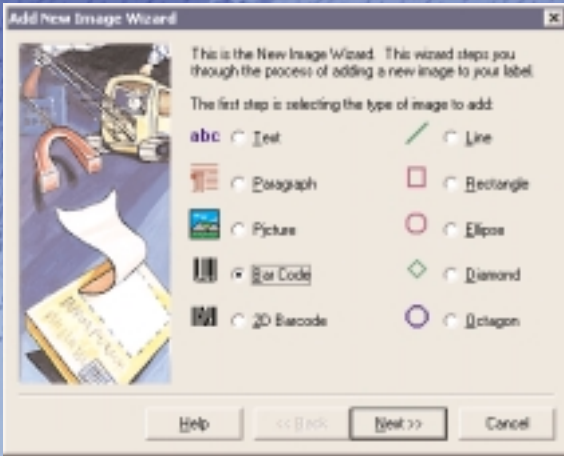 Add New Image Wizard
This is the New Image Wizard. This wizard steps you
through the process of adding a new image to your label.
The first step is selecting the type of image to add:
abc Text
Line
Paragraph
Rectangle
Picture
Ellipse
Bar Code
Diamond
2D Barcode
Octagon
Help
<< Back
Next >>
Cancel